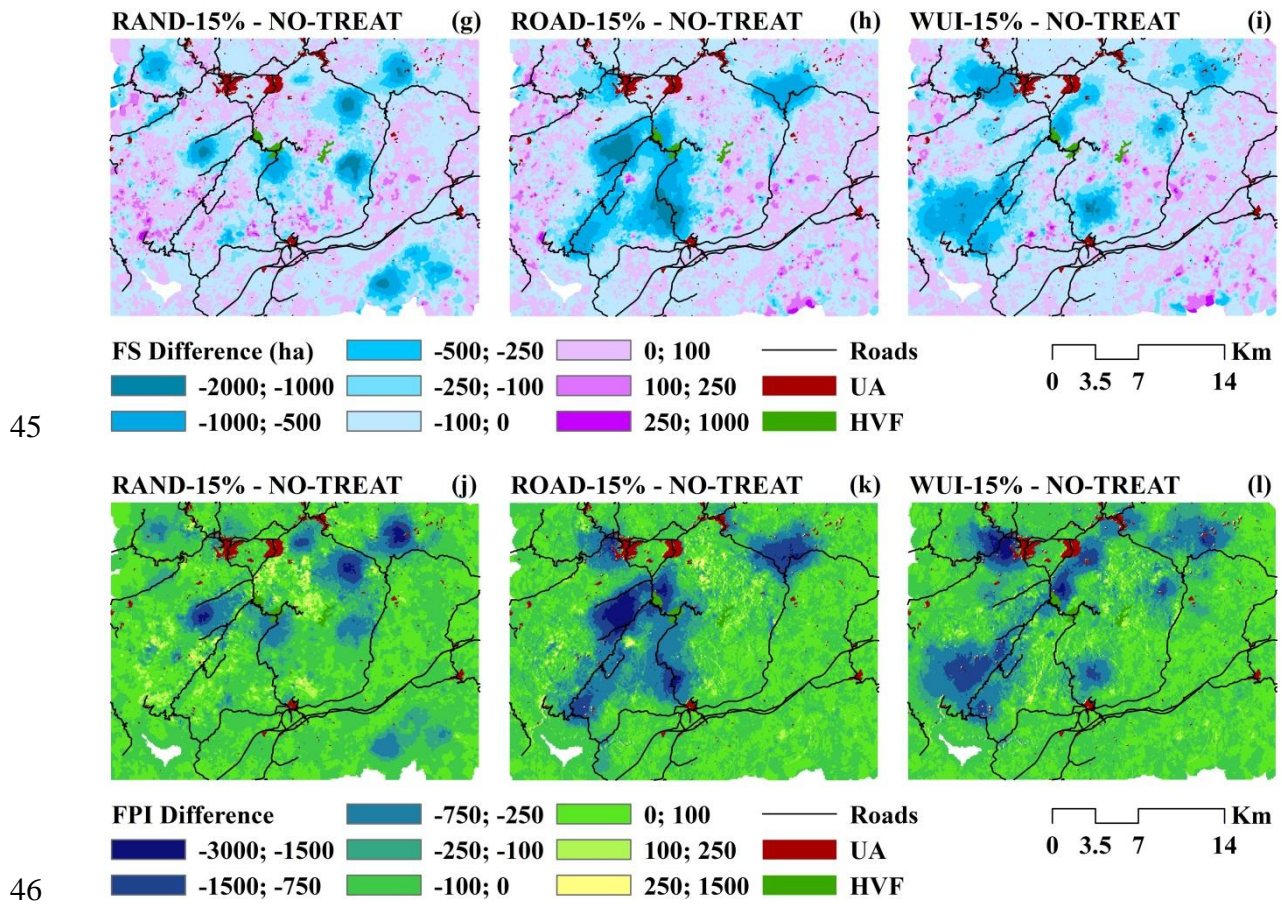 RAND-15% - NO-TREAT (g) ROAD-15% - NO-TREAT (h) WUI-15% - NO-TREAT (i)
FS Difference (ha) -500; -250 0; 100 Roads Km
-2000; -1000 -250; -100 100; 250 UA 0 3.5 7 14
45 -1000; -500 -100; 0 250; 1000 HVF
RAND-15% - NO-TREAT (j) ROAD-15% - NO-TREAT (k) WUI-15% - NO-TREAT (l)
FPI Difference -750; -250 0; 100 Roads Km
-3000; -1500 -250; -100 100; 250 UA 0 3.5 7 14
46 -1500; -750 -100; 0 250; 1500 HVF